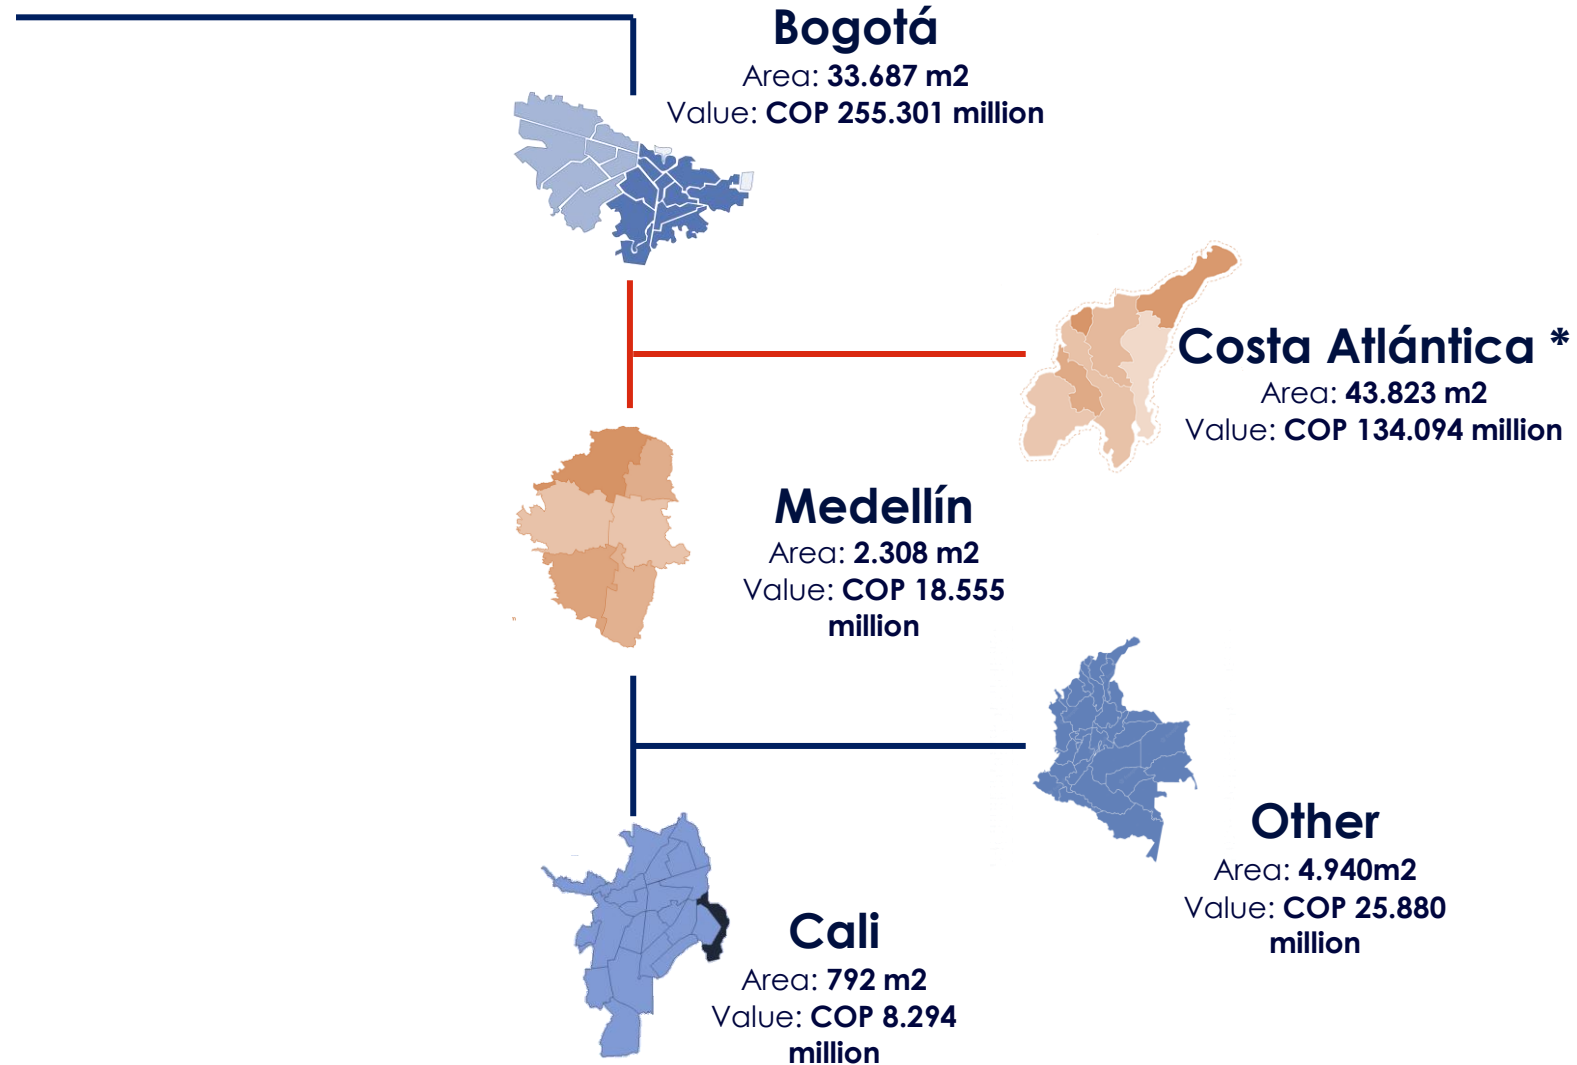 Bogotá
Area: 33.687 m2
Value: COP 255.301 million
Costa Atlántica *
Area: 43.823 m2
Value: COP 134.094 million
Medellín
Area: 2.308 m2
Value: COP 18.555
million
Other
Area: 4.940m2
Value: COP 25.880
million
Cali
Area: 792 m2
Value: COP 8.294
million